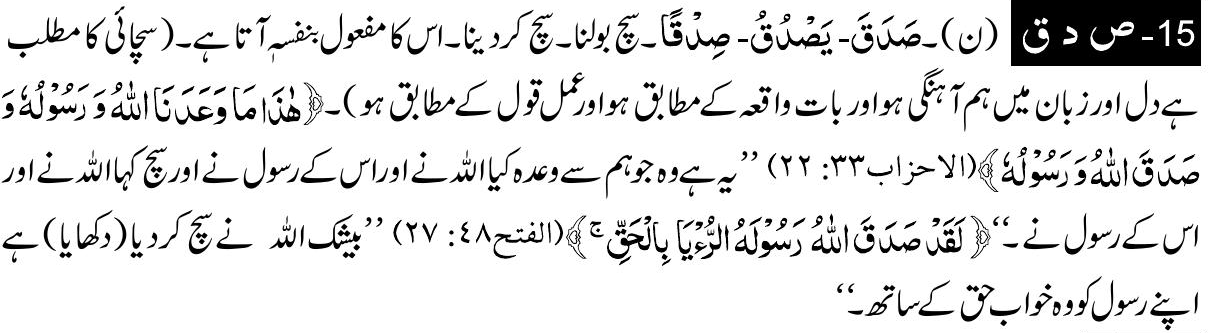 15- ص د ق (ن)۔ صَدَقَ- يَصْدُقُ- صِدْقًا۔ سچ بولنا۔ سچ کر دینا۔ اس کا مفعول بنفسہٖ آتا ہے۔ (سچائی کا مطلب
ہے دل اور زبان میں ہم آہنگی ہو اور بات واقعہ کے مطابق ہو اور عمل قول کے مطابق ہو)۔ ﴿هٰذَا مَا وَعَدَنَا اللّٰهُ وَ رَسُوْلُهٗ وَ
صَدَقَ اللّٰهُ وَ رَسُوْلُهٗ﴾ (الاحزاب ۳۳: ۲۲) ’’یہ ہے وہ جو ہم سے وعدہ کیا اللہ نے اور اس کے رسول نے اور سچ کہا اللہ نے اور
اس کے رسول نے۔‘‘ ﴿لَقَدْ صَدَقَ اللّٰهُ رَسُوْلَهُ الرُّءْيَا بِالْحَقِّ ۚ﴾ (الفتح ٤٨: ۲۷) ’’بیشک اللہ نے سچ کر دیا (دکھایا) ہے
اپنے رسول کو وہ خواب حق کے ساتھ۔‘‘